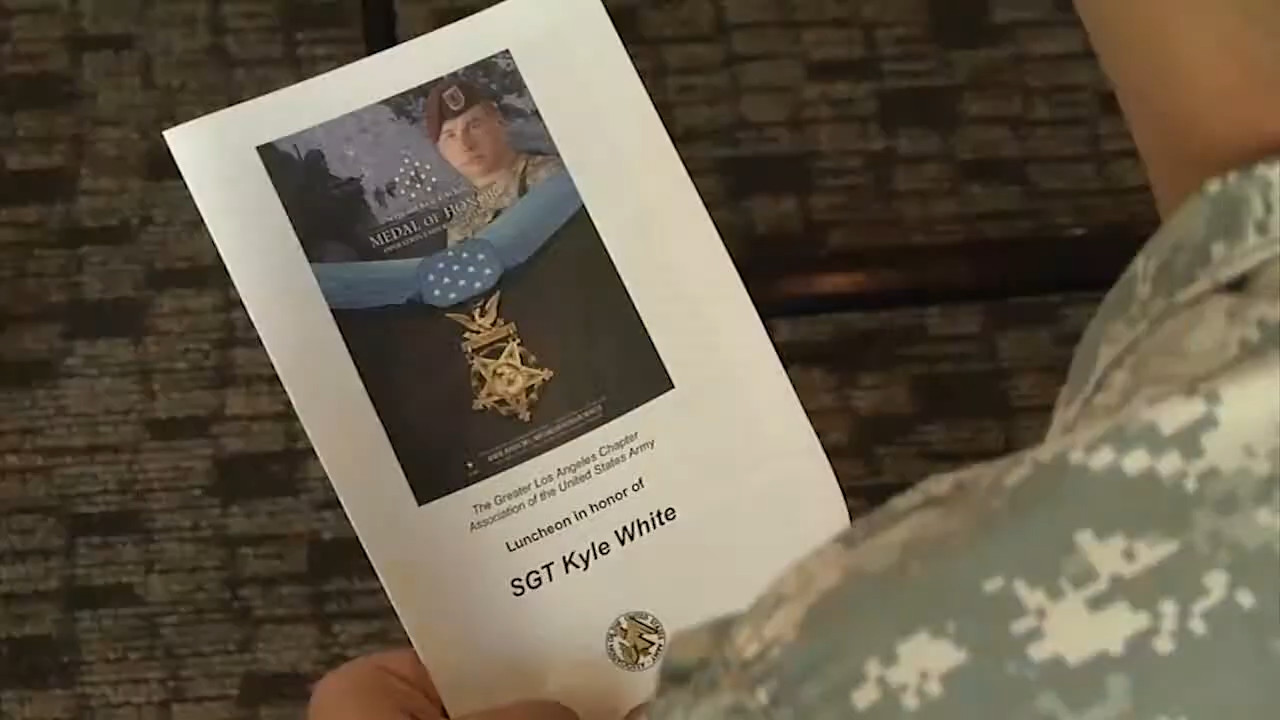 MEDAL OF HONOR
The Greater Los Angeles Chapter
Association of the United States Army
Luncheon in honor of
SGT Kyle White